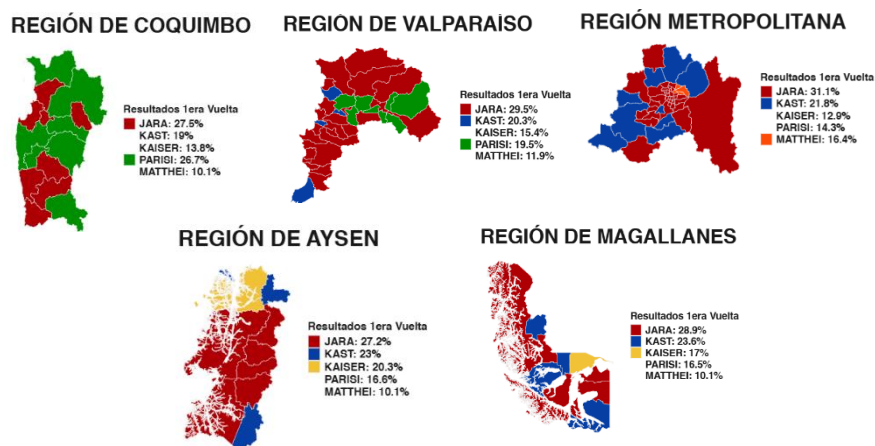 REGIÓN DE COQUIMBO
Resultados 1era Vuelta
JARA: 27.5%
KAST: 19%
KAISER: 13.8%
PARISI: 26.7%
MATTHEI: 10.1%
REGIÓN DE VALPARAÍSO
Resultados 1era Vuelta
JARA: 29.5%
KAST: 20.3%
KAISER: 15.4%
PARISI: 19.5%
MATTHEI: 11.9%
REGIÓN METROPOLITANA
Resultados 1era Vuelta
JARA: 31.1%
KAST: 21.8%
KAISER: 12.9%
PARISI: 14.3%
MATTHEI: 16.4%
REGIÓN DE AYSEN
Resultados 1era Vuelta
JARA: 27.2%
KAST: 23%
KAISER: 20.3%
PARISI: 16.6%
MATTHEI: 10.1%
REGIÓN DE MAGALLANES
Resultados 1era Vuelta
JARA: 28.9%
KAST: 23.6%
KAISER: 17%
PARISI: 16.5%
MATTHEI: 10.1%